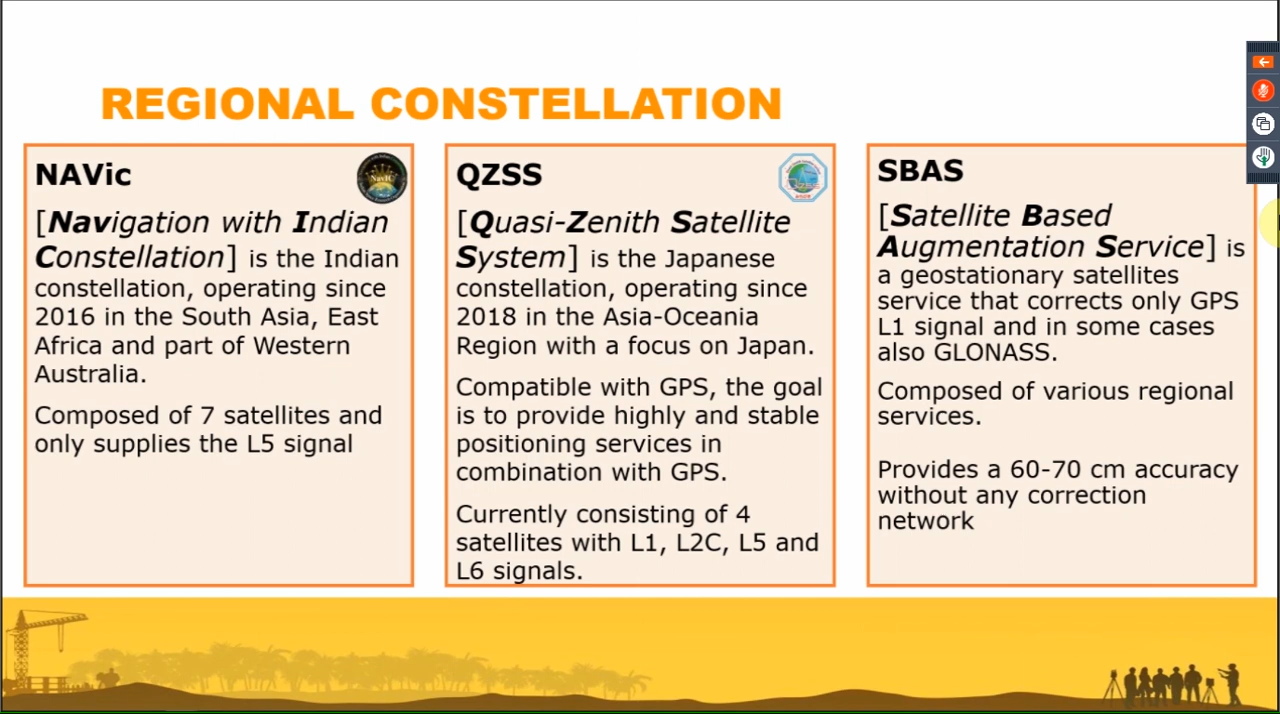 REGIONAL CONSTELLATION
NAVic
[Navigation with Indian
Constellation] is the Indian
constellation, operating since
2016 in the South Asia, East
Africa and part of Western
Australia.
Composed of 7 satellites and
only supplies the L5 signal
QZSS
[Quasi-Zenith Satellite
System] is the Japanese
constellation, operating since
2018 in the Asia-Oceania
Region with a focus on Japan.
Compatible with GPS, the goal
is to provide highly and stable
positioning services in
combination with GPS.
Currently consisting of 4
satellites with L1, L2C, L5 and
L6 signals.
SBAS
[Satellite Based
Augmentation Service] is
a geostationary satellites
service that corrects only GPS
L1 signal and in some cases
also GLONASS.
Composed of various regional
services.
Provides a 60-70 cm accuracy
without any correction
network